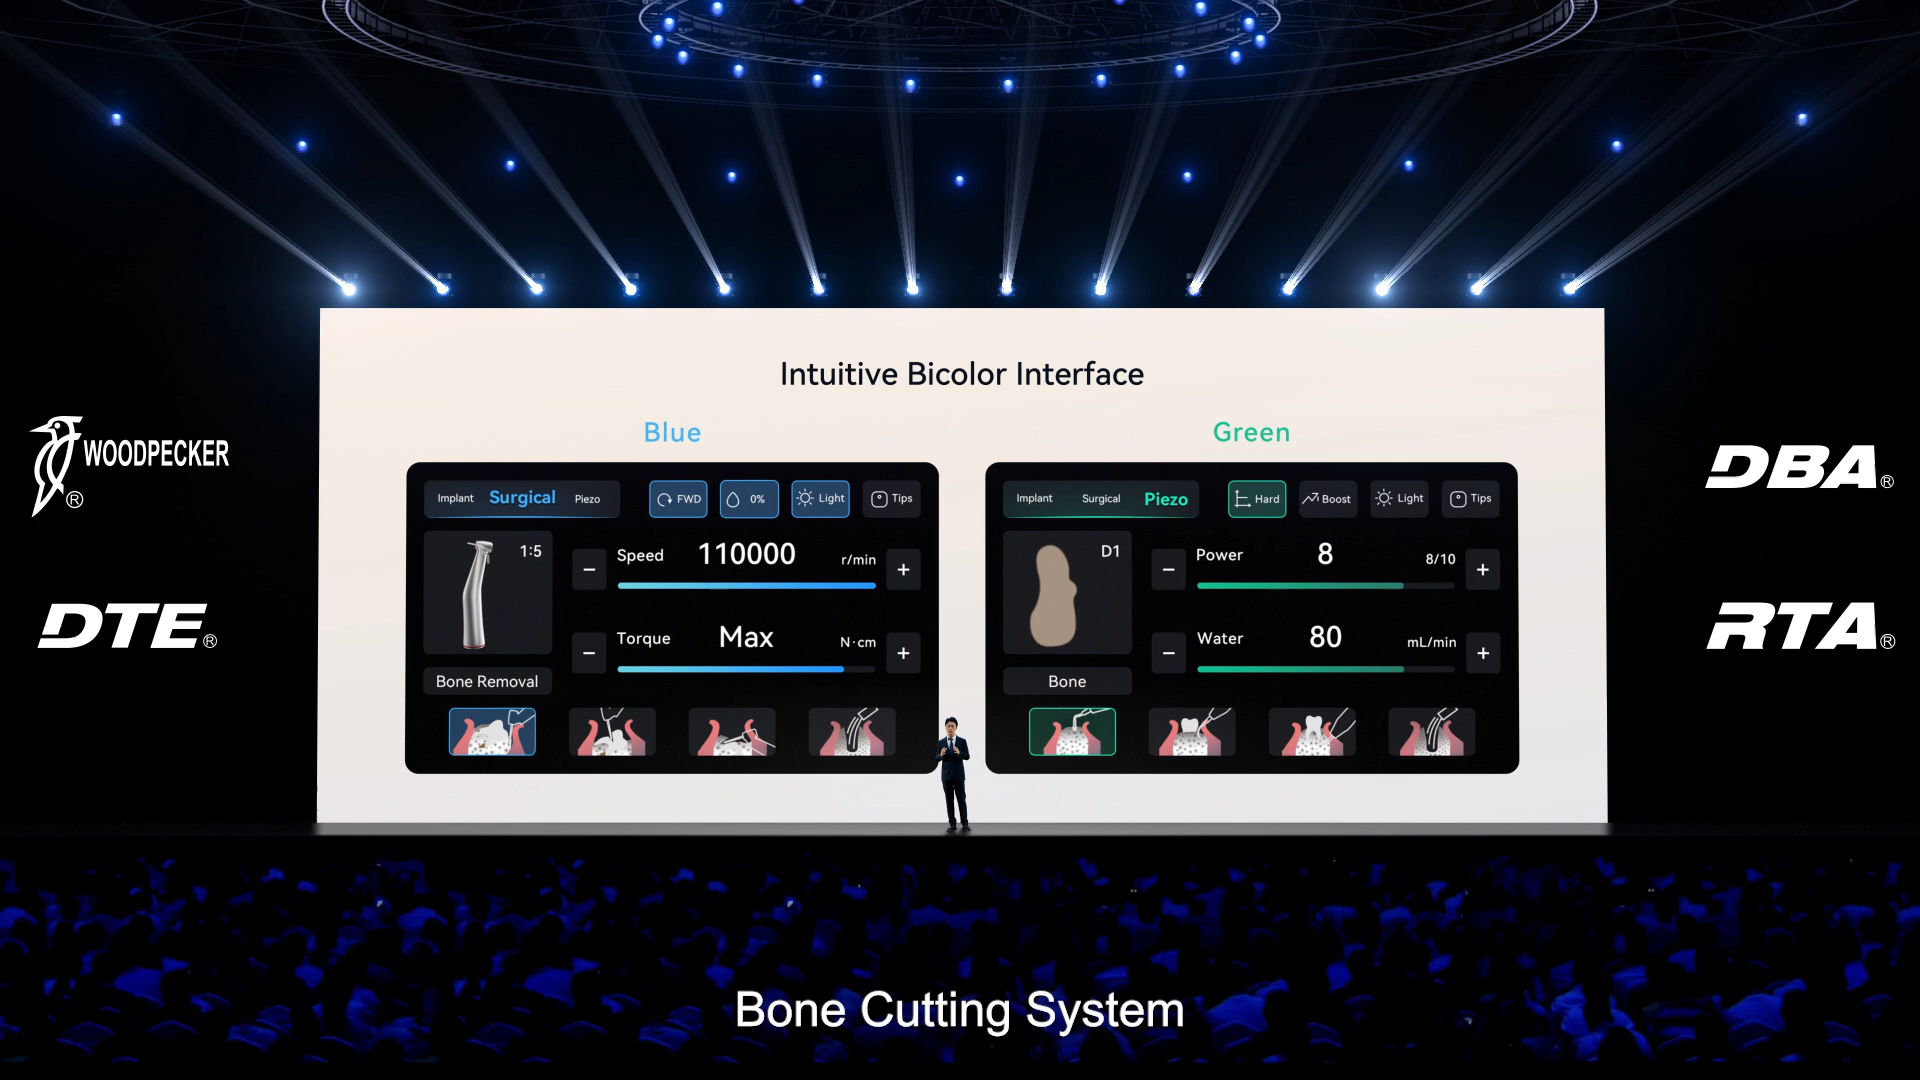 Intuitive Bicolor Interface
Blue
Green
Implant Surgical Piezo
FWD
0%
Light
Tips
1:5
Speed 110000 r/min
Torque Max N·cm
Bone Removal
Implant Surgical Piezo
Hard
Boost
Light
Tips
D1
Power 8 8/10
Water 80 mL/min
Bone
WOODPECKER ®
DTE ®
DBA ®
RTA ®
Bone Cutting System